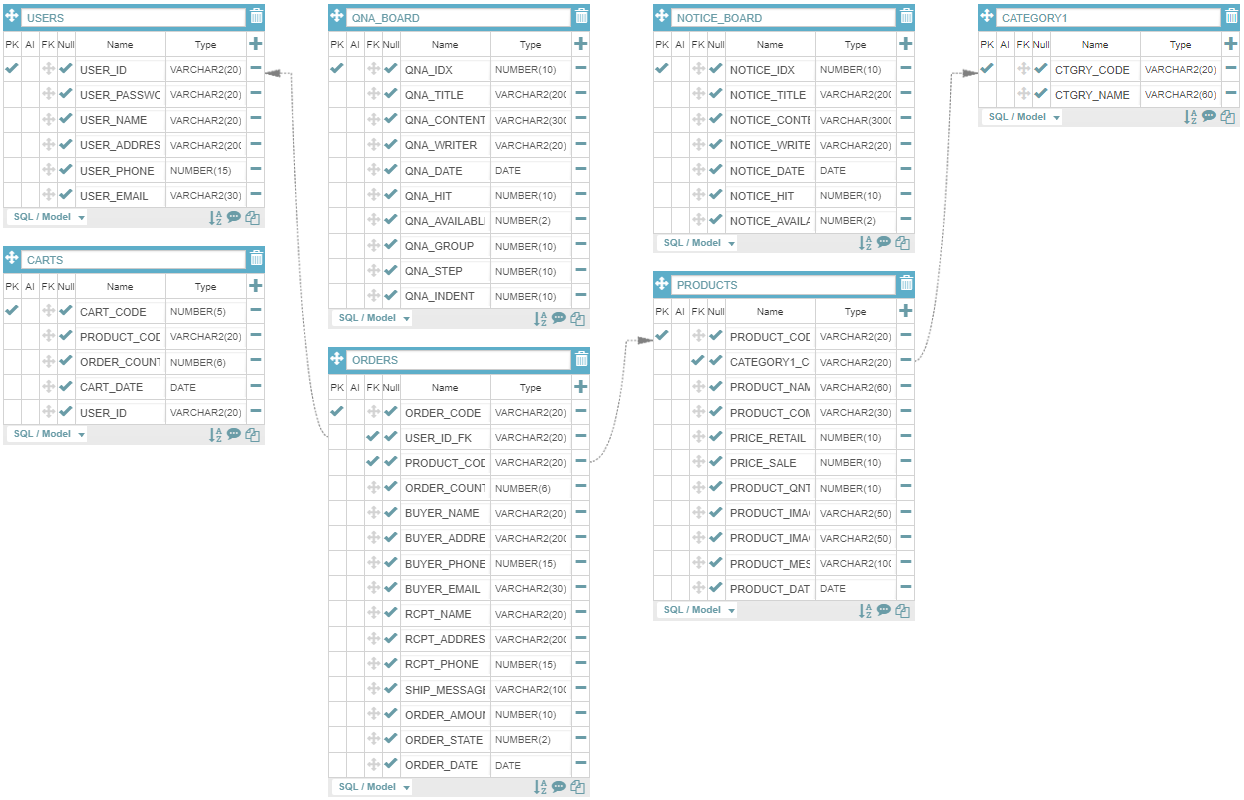 USERS
PK AI FK Null Name Type
USER_ID VARCHAR2(20)
USER_PASSWO VARCHAR2(20)
USER_NAME VARCHAR2(20)
USER_ADDRES VARCHAR2(200
USER_PHONE NUMBER(15)
USER_EMAIL VARCHAR2(30)
SQL / Model
CARTS
PK AI FK Null Name Type
CART_CODE NUMBER(5)
PRODUCT_COD VARCHAR2(20)
ORDER_COUNT NUMBER(6)
CART_DATE DATE
USER_ID VARCHAR2(20)
SQL / Model
QNA_BOARD
PK AI FK Null Name Type
QNA_IDX NUMBER(10)
QNA_TITLE VARCHAR2(200
QNA_CONTENT VARCHAR2(300
QNA_WRITER VARCHAR2(20)
QNA_DATE DATE
QNA_HIT NUMBER(10)
QNA_AVAILABL NUMBER(2)
QNA_GROUP NUMBER(10)
QNA_STEP NUMBER(10)
QNA_INDENT NUMBER(10)
SQL / Model
ORDERS
PK AI FK Null Name Type
ORDER_CODE VARCHAR2(20)
USER_ID_FK VARCHAR2(20)
PRODUCT_COD VARCHAR2(20)
ORDER_COUNT NUMBER(6)
BUYER_NAME VARCHAR2(20)
BUYER_ADDRE VARCHAR2(200
BUYER_PHONE NUMBER(15)
BUYER_EMAIL VARCHAR2(30)
RCPT_NAME VARCHAR2(20)
RCPT_ADDRES VARCHAR2(200
RCPT_PHONE NUMBER(15)
SHIP_MESSAGE VARCHAR2(100
ORDER_AMOUN NUMBER(10)
ORDER_STATE NUMBER(2)
ORDER_DATE DATE
SQL / Model
NOTICE_BOARD
PK AI FK Null Name Type
NOTICE_IDX NUMBER(10)
NOTICE_TITLE VARCHAR2(200
NOTICE_CONTE VARCHAR(3000
NOTICE_WRITE VARCHAR2(20)
NOTICE_DATE DATE
NOTICE_HIT NUMBER(10)
NOTICE_AVAILA NUMBER(2)
SQL / Model
PRODUCTS
PK AI FK Null Name Type
PRODUCT_COD VARCHAR2(20)
CATEGORY1_C VARCHAR2(20)
PRODUCT_NAM VARCHAR2(60)
PRODUCT_COM VARCHAR2(30)
PRICE_RETAIL NUMBER(10)
PRICE_SALE NUMBER(10)
PRODUCT_QNT NUMBER(10)
PRODUCT_IMA VARCHAR2(50)
PRODUCT_IMA VARCHAR2(50)
PRODUCT_MES VARCHAR2(100
PRODUCT_DAT DATE
SQL / Model
CATEGORY1
PK AI FK Null Name Type
CTGRY_CODE VARCHAR2(20)
CTGRY_NAME VARCHAR2(60)
SQL / Model